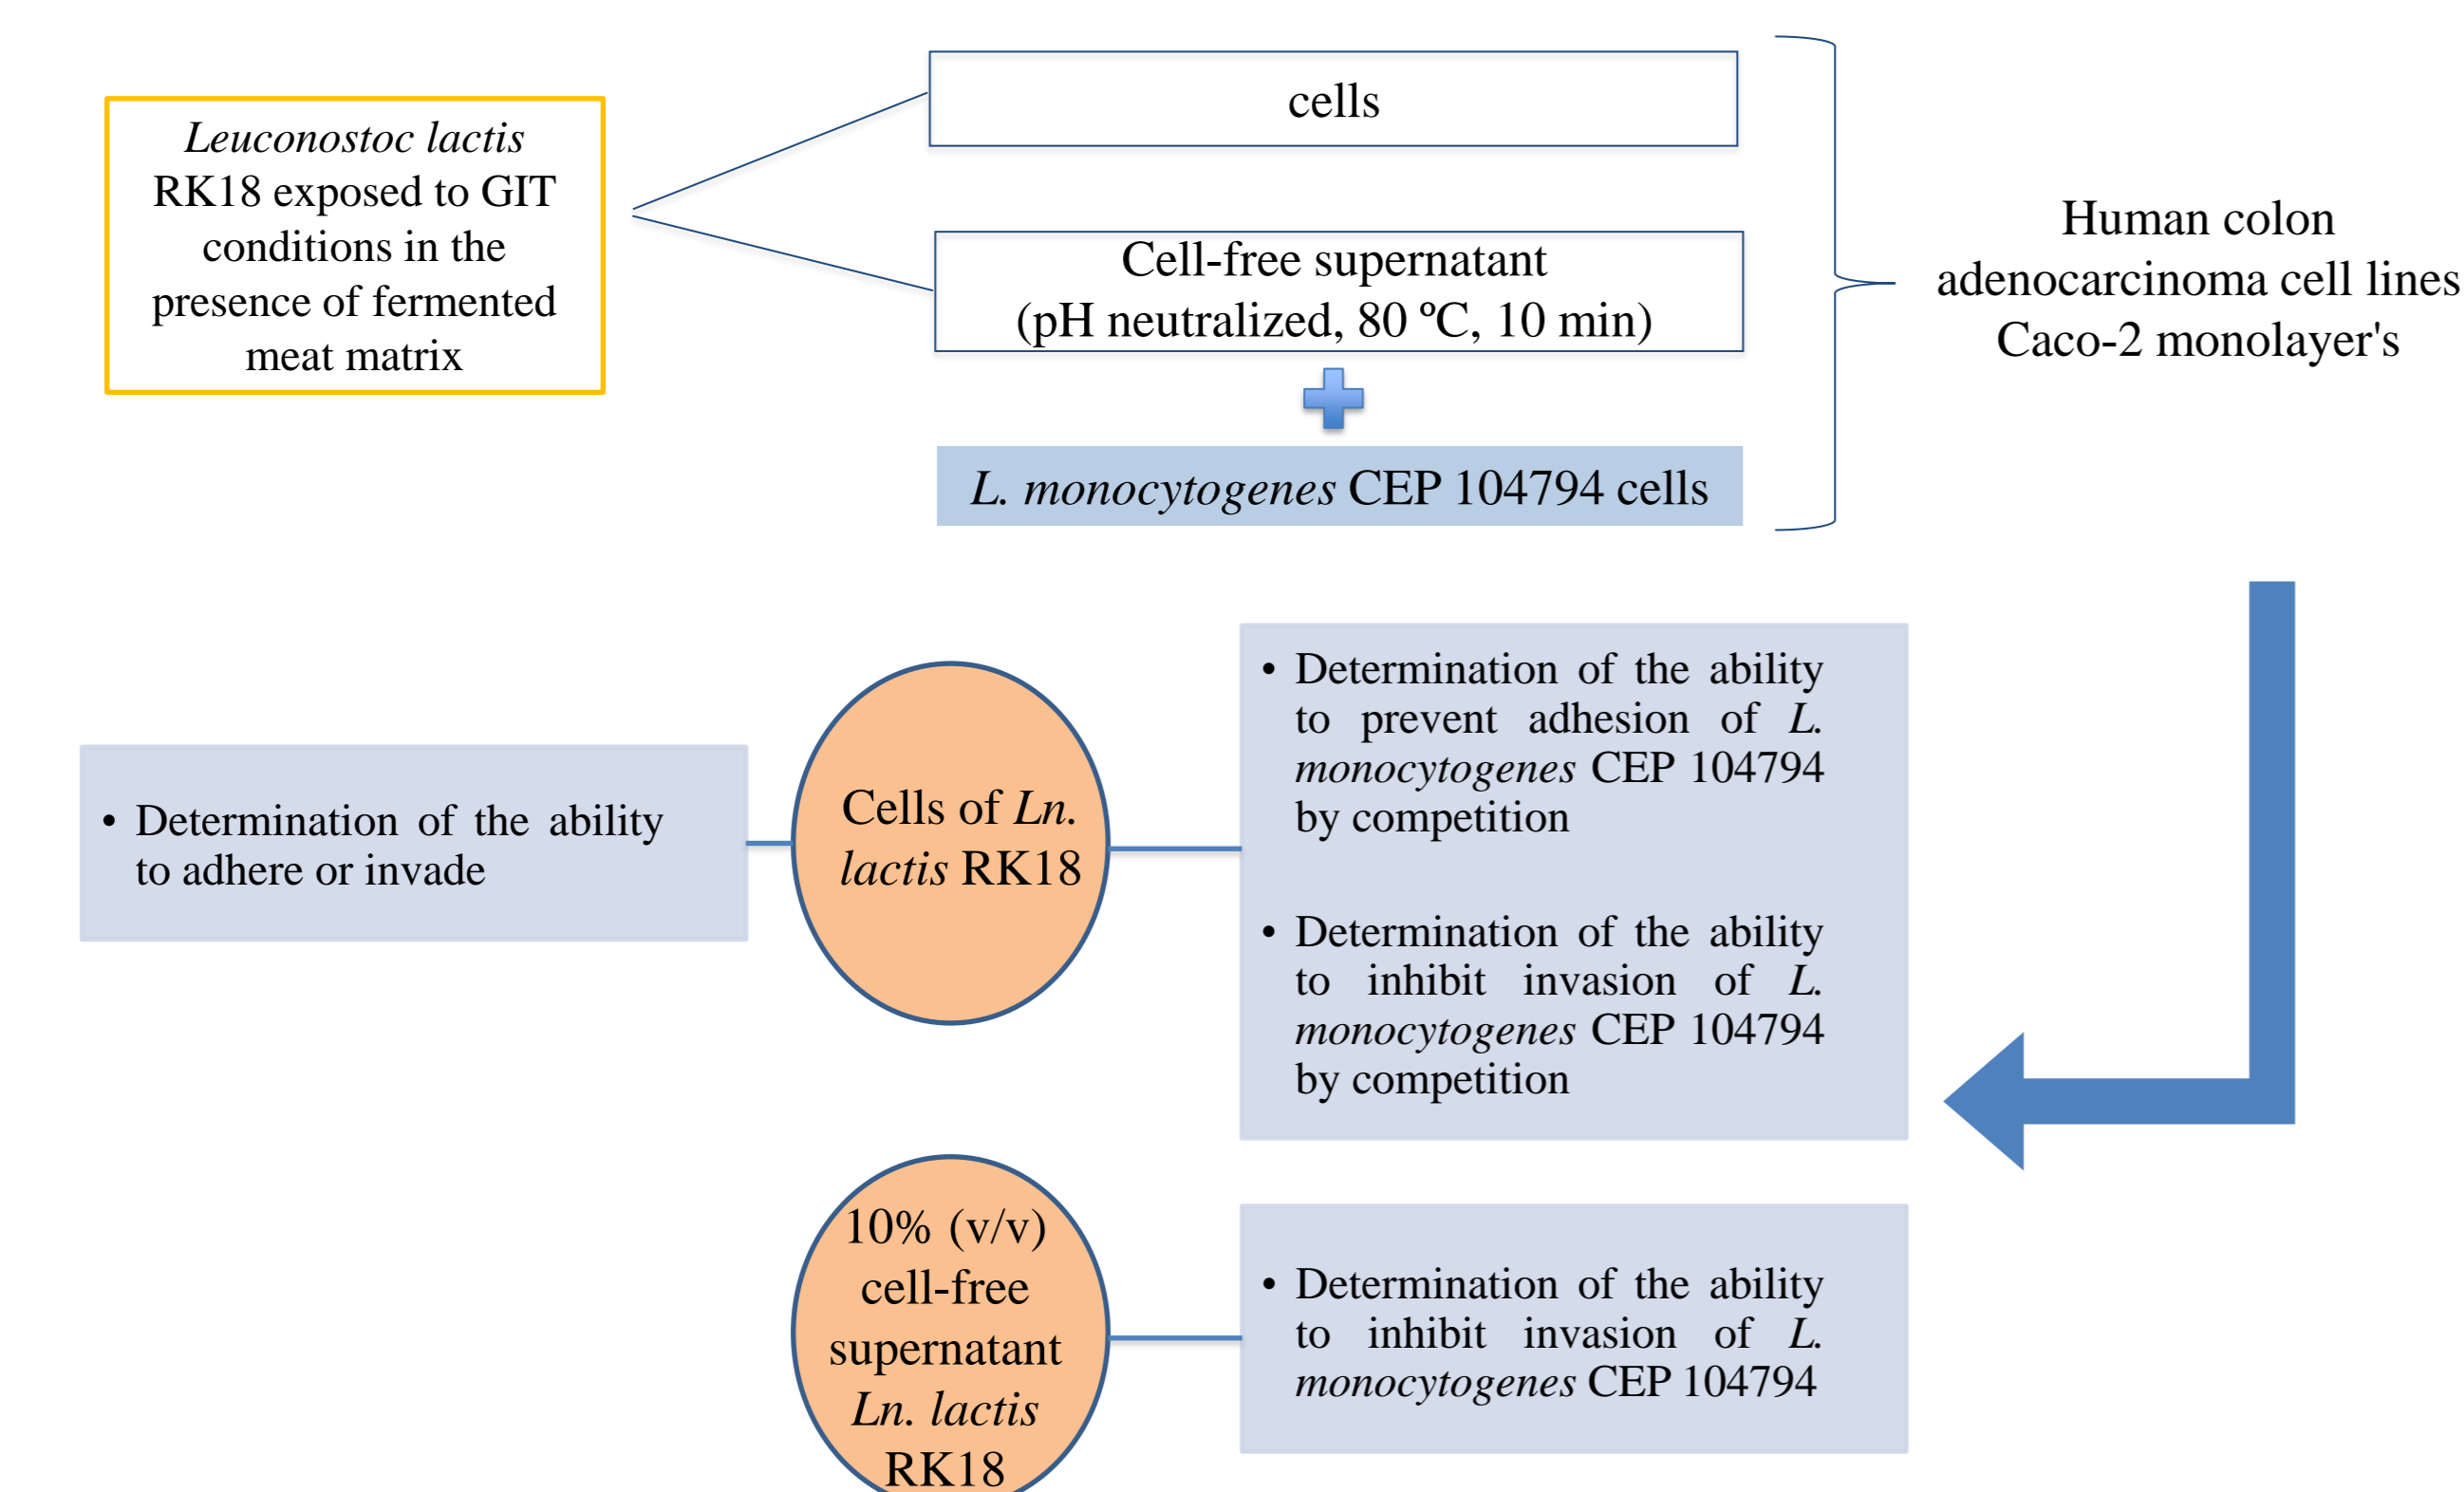 Leuconostoc lactis
RK18 exposed to GIT
conditions in the
presence of fermented
meat matrix
cells
Cell-free supernatant
(pH neutralized, 80 ºC, 10 min)
L. monocytogenes CEP 104794 cells
Human colon
adenocarcinoma cell lines
Caco-2 monolayer's
• Determination of the ability
to adhere or invade
Cells of Ln.
lactis RK18
• Determination of the ability
to prevent adhesion of L.
monocytogenes CEP 104794
by competition
• Determination of the ability
to inhibit invasion of L.
monocytogenes CEP 104794
by competition
10% (v/v)
cell-free
supernatant
Ln. lactis
RK18
• Determination of the ability
to inhibit invasion of L.
monocytogenes CEP 104794